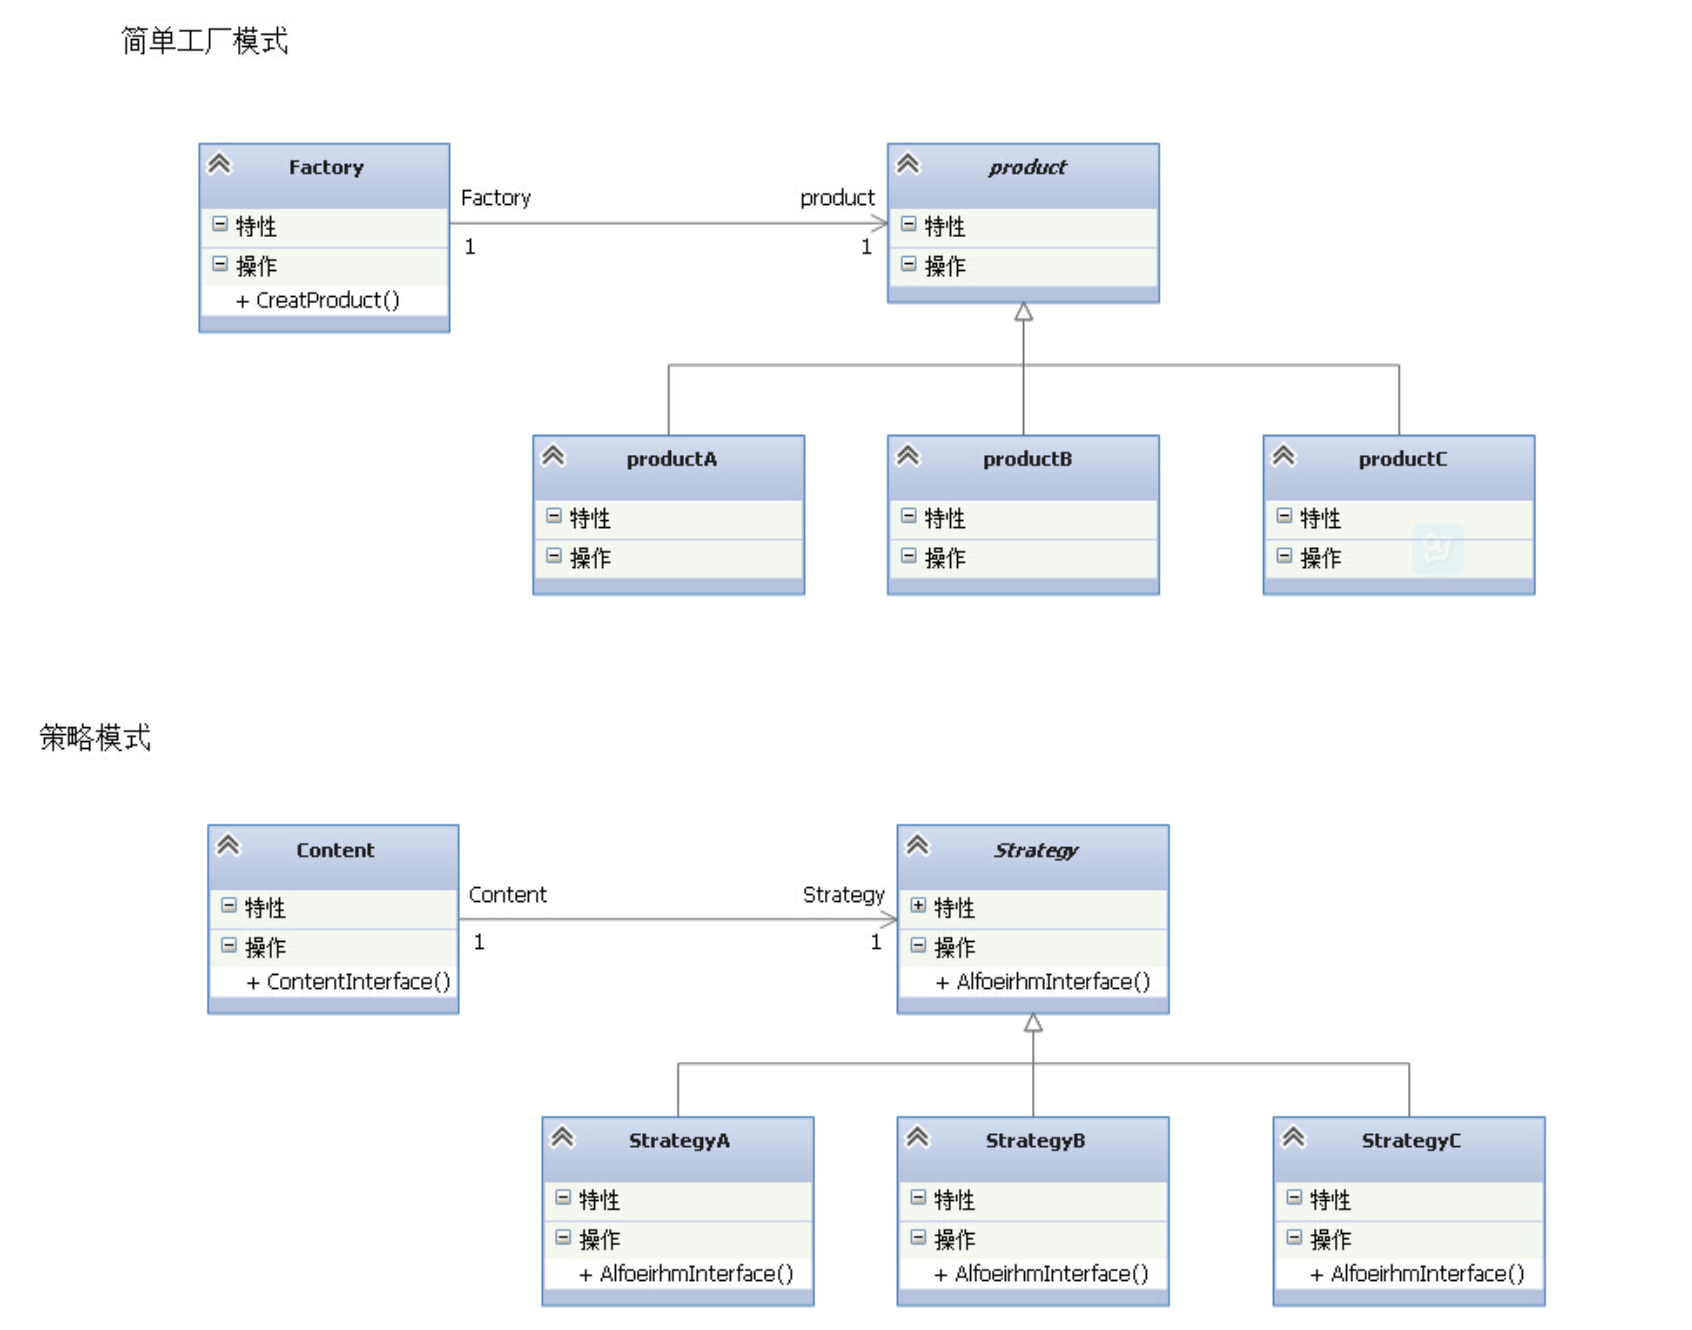 简单工厂模式
Factory
特性
操作
+ CreatProduct()
Factory
product
1
1
product
特性
操作
productA
特性
操作
productB
特性
操作
productC
特性
操作
策略模式
Content
特性
操作
+ ContentInterface()
Content
Strategy
1
1
Strategy
特性
操作
+ AlfoeirhmInterface()
StrategyA
特性
操作
+ AlfoeirhmInterface()
StrategyB
特性
操作
+ AlfoeirhmInterface()
StrategyC
特性
操作
+ AlfoeirhmInterface()